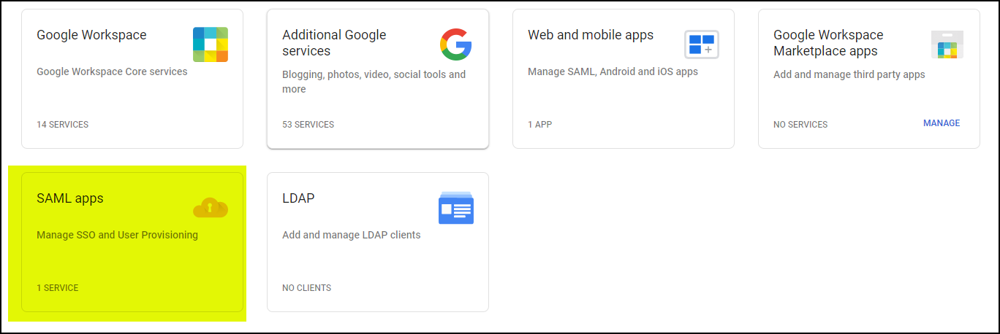 Google Workspace
Google Workspace Core services
14 SERVICES
Additional Google
services
Blogging, photos, video, social tools and
more
53 SERVICES
Web and mobile apps
Manage SAML, Android and iOS apps
1 APP
Google Workspace
Marketplace apps
Add and manage third party apps
NO SERVICES
MANAGE
SAML apps
Manage SSO and User Provisioning
1 SERVICE
LDAP
Add and manage LDAP clients
NO CLIENTS